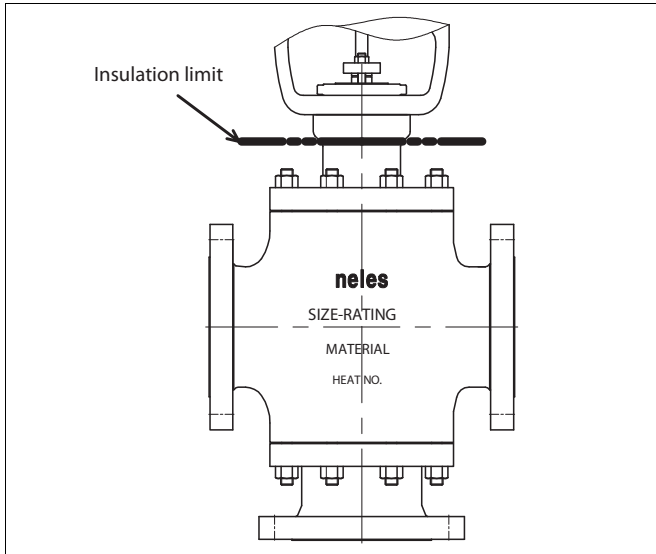 Insulation limit
neles
SIZE-RATING
MATERIAL
HEAT NO.